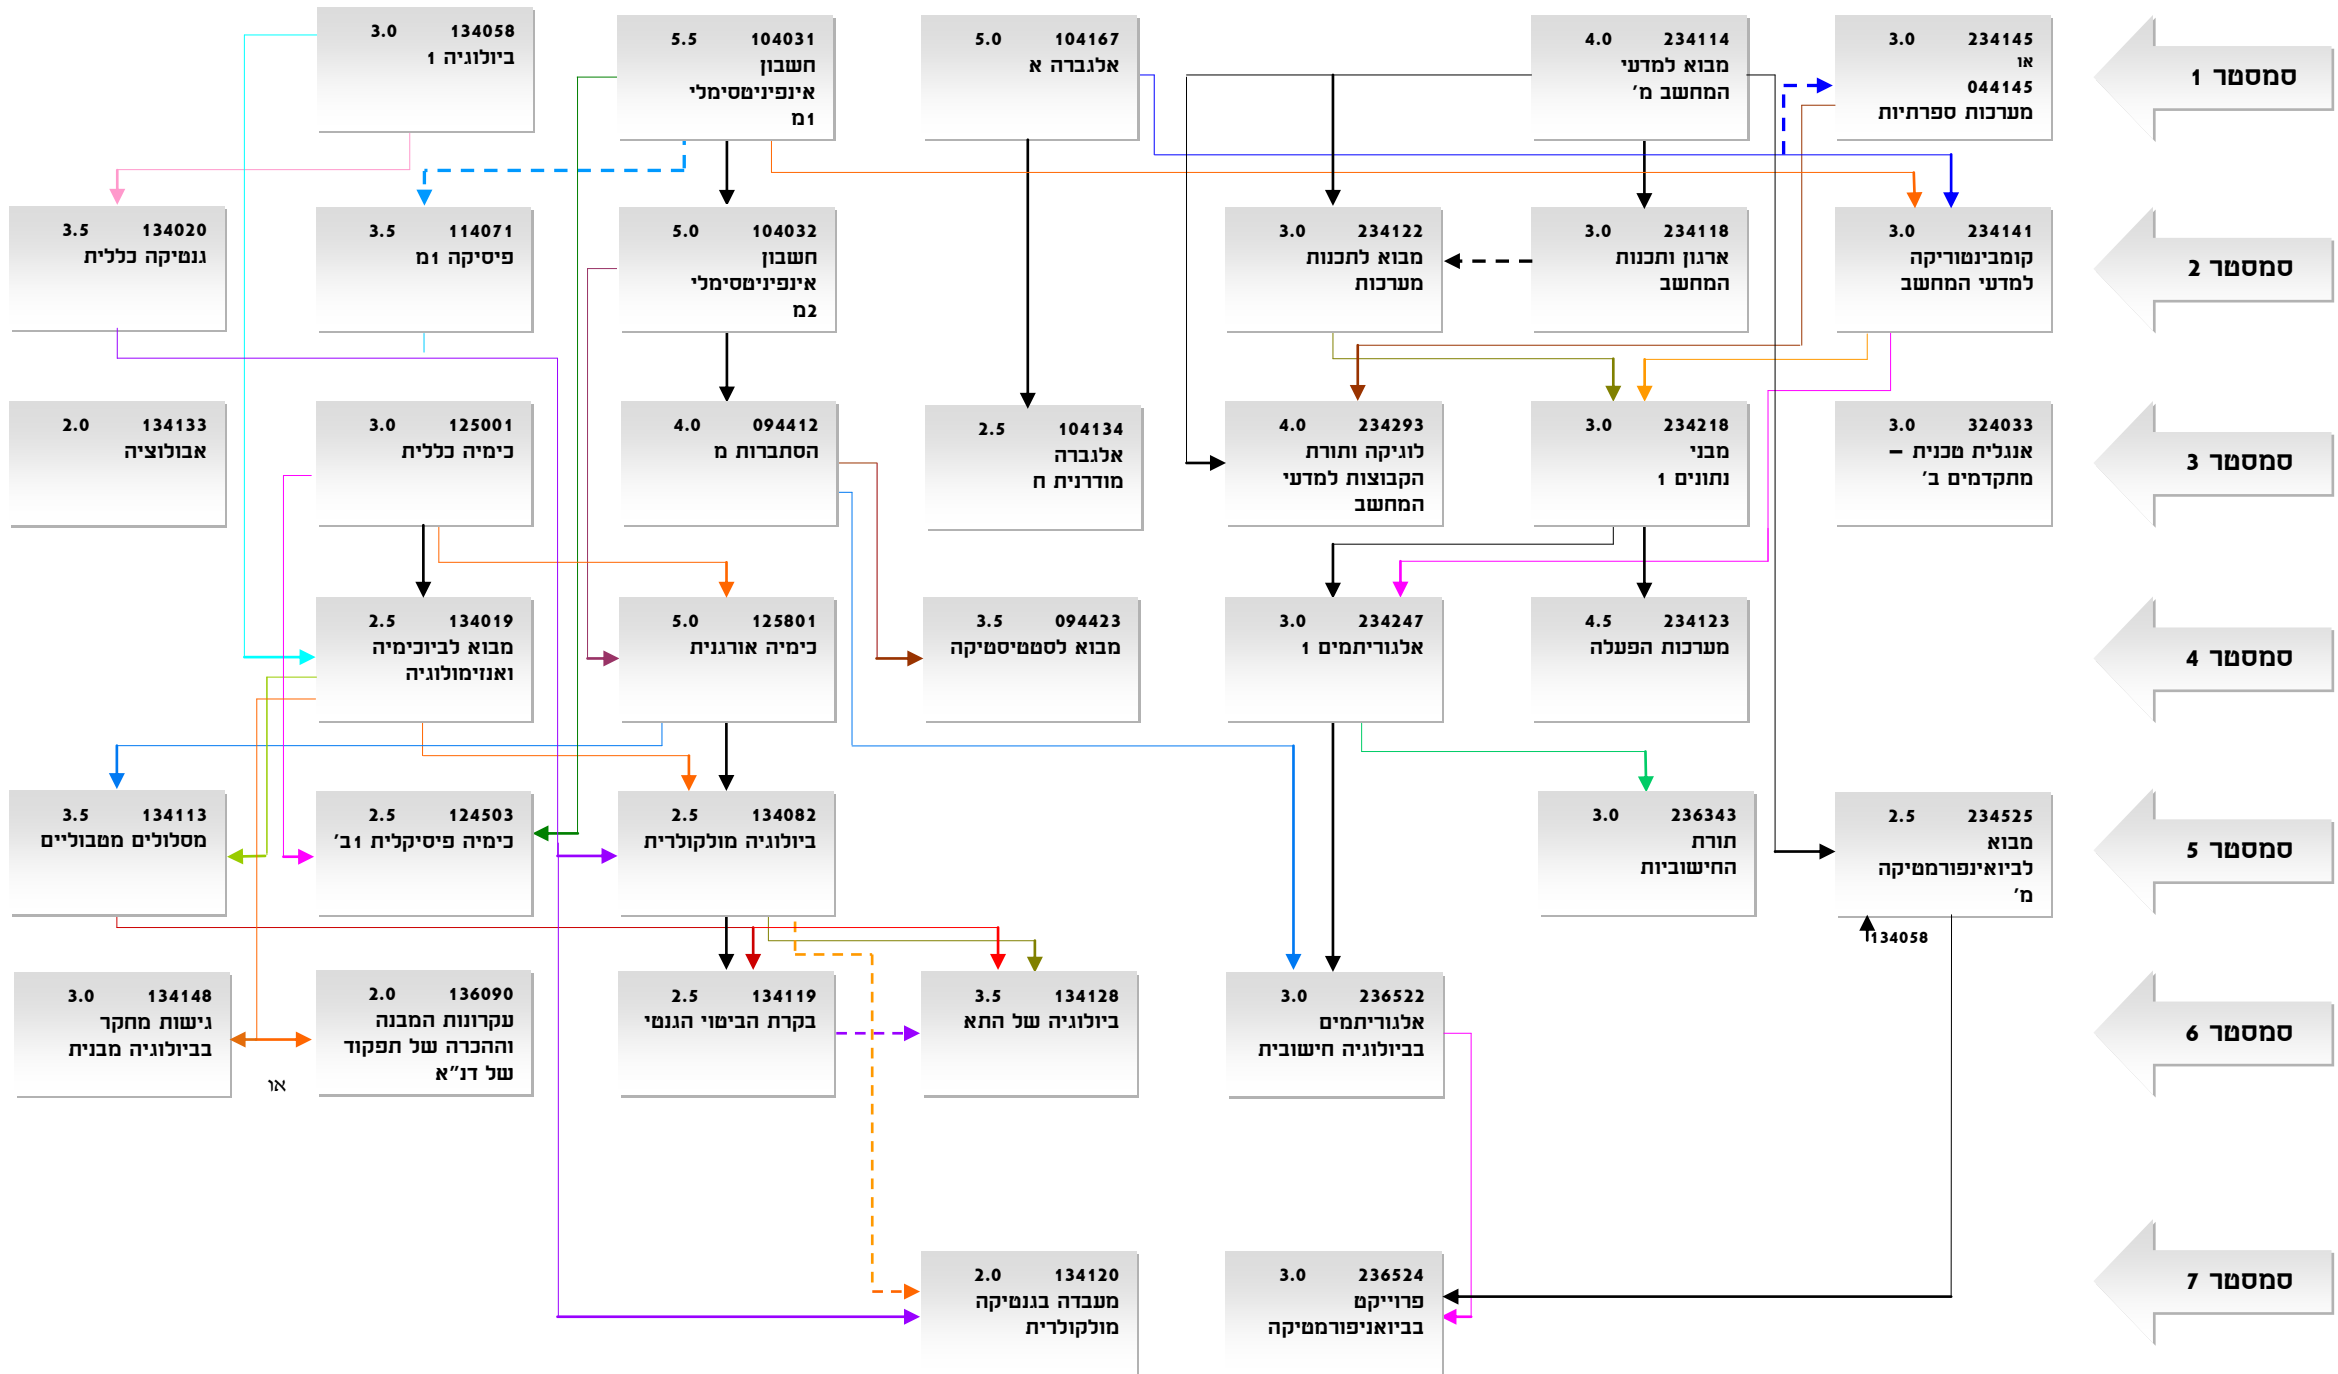 סמסטר 1
234145 3.0
או
044145
מערכות ספרתיות
234114 4.0
מבוא למדעי
המחשב מ'
104167 5.0
אלגברה א
104031 5.5
חשבון
אינפיניטסימלי
1מ
134058 3.0
ביולוגיה 1
סמסטר 2
234141 3.0
קומבינטוריקה
למדעי המחשב
234118 3.0
ארגון ותכנות
המחשב
234122 3.0
מבוא לתכנות
מערכות
104032 5.0
חשבון
אינפיניטסימלי
2מ
114071 3.5
פיסיקה 1מ
134020 3.5
גנטיקה כללית
סמסטר 3
324033 3.0
אנגלית טכנית –
מתקדמים ב'
234218 3.0
מבני
נתונים 1
234293 4.0
לוגיקה ותורת
הקבוצות למדעי
המחשב
104134 2.5
אלגברה
מודרנית ח
094412 4.0
הסתברות מ
125001 3.0
כימיה כללית
134133 2.0
אבולוציה
סמסטר 4
234123 4.5
מערכות הפעלה
234247 3.0
אלגוריתמים 1
094423 3.5
מבוא לסטטיסטיקה
125801 5.0
כימיה אורגנית
134019 2.5
מבוא לביוכימיה
ואנזימולוגיה
סמסטר 5
234525 2.5
מבוא
לביואינפורמטיקה
מ'
134058
236343 3.0
תורת
החישוביות
134082 2.5
ביולוגיה מולקולרית
124503 2.5
כימיה פיסיקלית 1ב'
134113 3.5
מסלולים מטבוליים
סמסטר 6
236522 3.0
אלגוריתמים
בביולוגיה חישובית
134128 3.5
ביולוגיה של התא
134119 2.5
בקרת הביטוי הגנטי
136090 2.0
עקרונות המבנה
וההכרה של תפקוד
של דנ"א
או
134148 3.0
גישות מחקר
בביולוגיה מבנית
סמסטר 7
236524 3.0
פרוייקט
בביואניפורמטיקה
134120 2.0
מעבדה בגנטיקה
מולקולרית